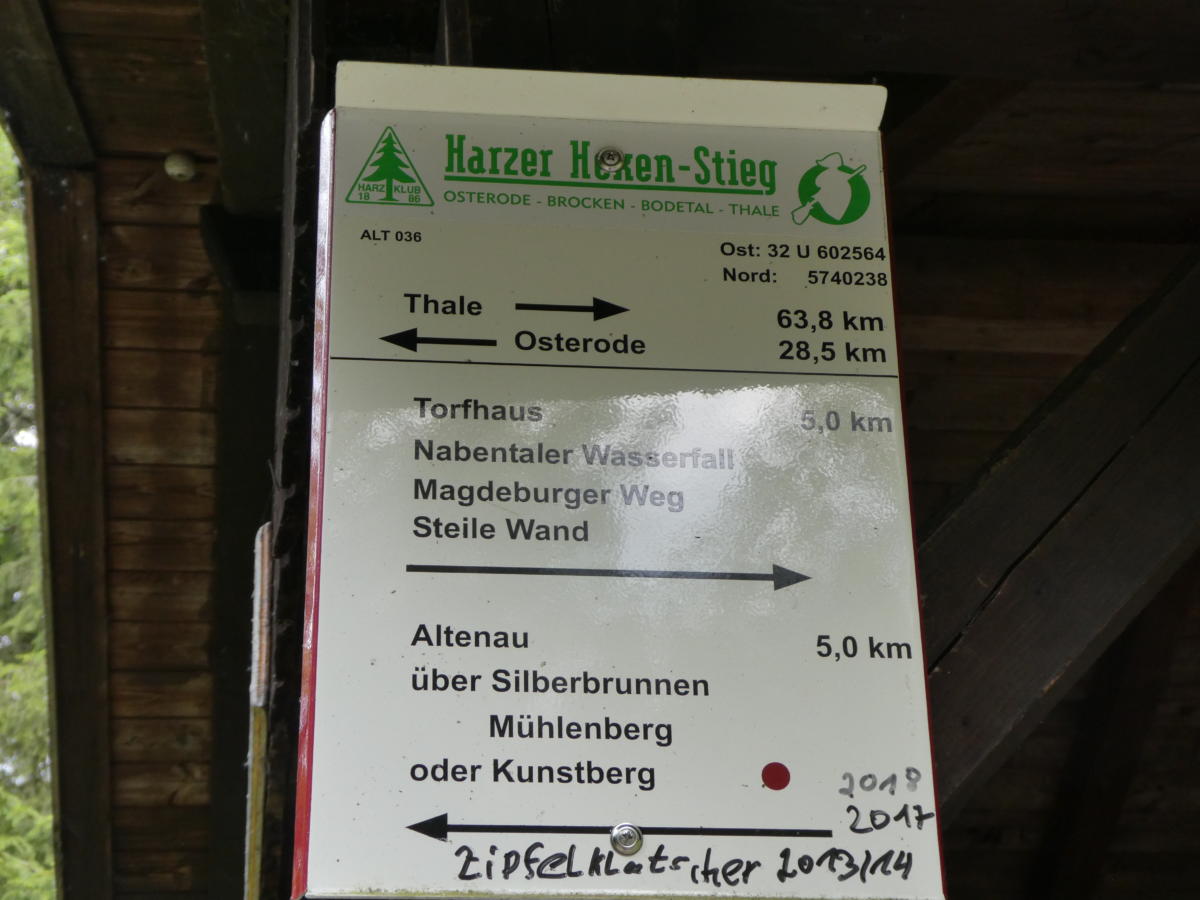 HARZ KLUB
18 86
Harzer Hexen-Stieg
OSTERODE - BROCKEN - BODETAL - THALE
ALT 036
Ost: 32 U 602564
Nord: 5740238
Thale 63,8 km
Osterode 28,5 km
Torfhaus 5,0 km
Nabentaler Wasserfall
Magdeburger Weg
Steile Wand
Altenau 5,0 km
über Silberbrunnen
Mühlenberg
oder Kunstberg
2018
2017
Zipfelklatscher 2013/14